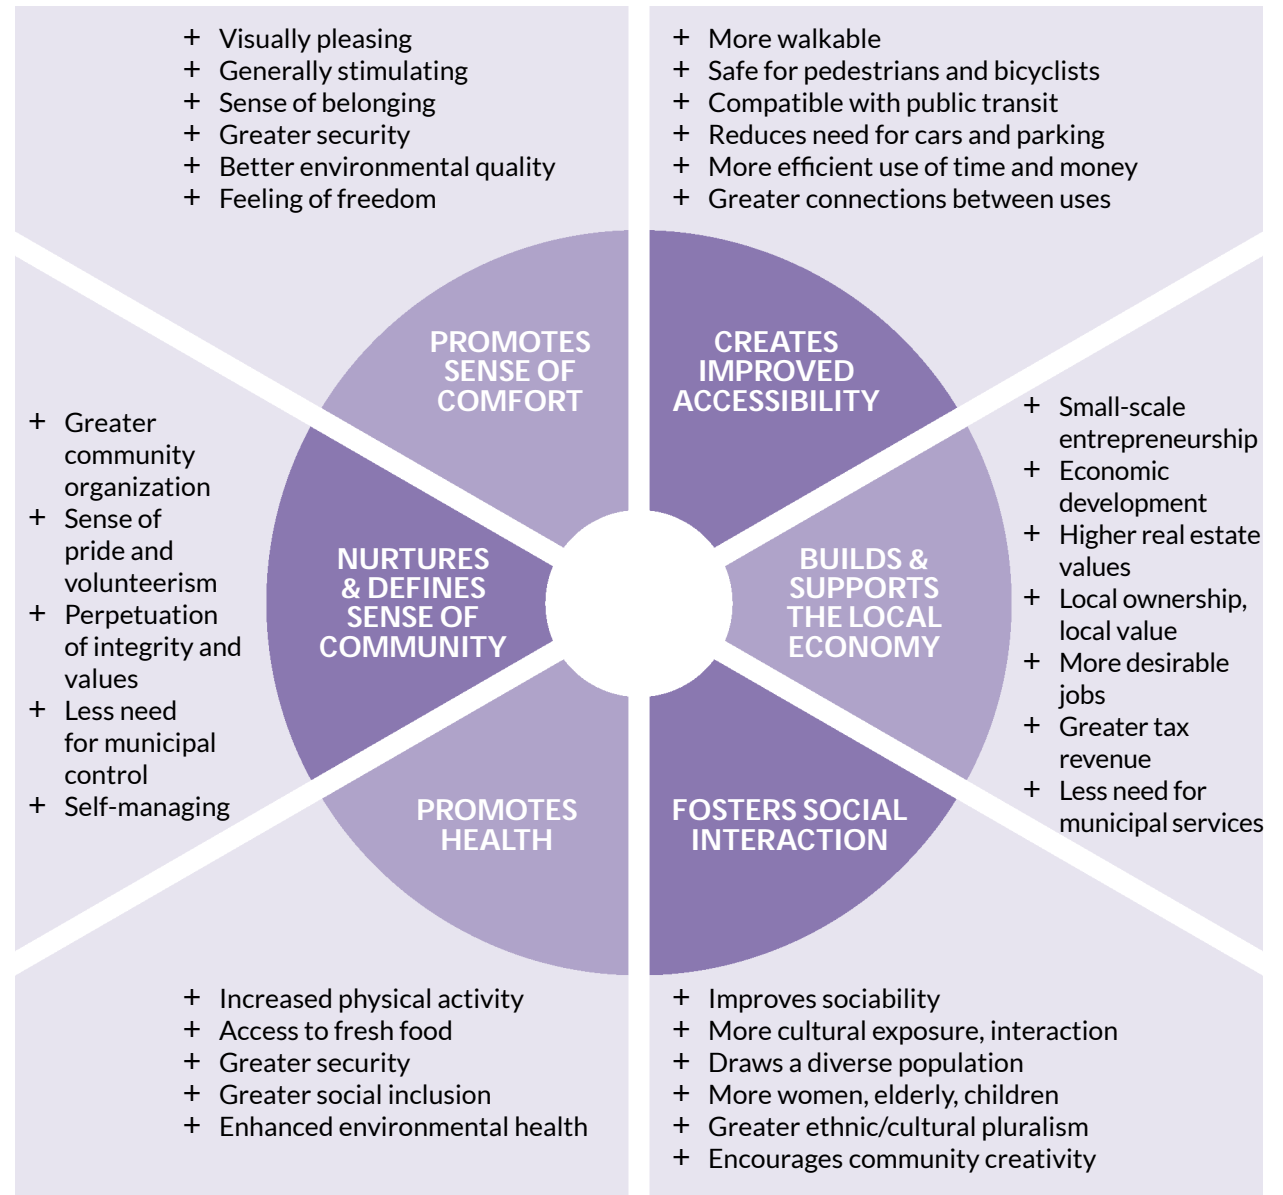 + Visually pleasing
+ Generally stimulating
+ Sense of belonging
+ Greater security
+ Better environmental quality
+ Feeling of freedom
+ More walkable
+ Safe for pedestrians and bicyclists
+ Compatible with public transit
+ Reduces need for cars and parking
+ More efficient use of time and money
+ Greater connections between uses
PROMOTES
SENSE OF
COMFORT
CREATES
IMPROVED
ACCESSIBILITY
+ Greater
community
organization
+ Sense of
pride and
volunteerism
+ Perpetuation
of integrity and
values
+ Less need
for municipal
control
+ Self-managing
NURTURES
& DEFINES
SENSE OF
COMMUNITY
BUILDS &
SUPPORTS
THE LOCAL
ECONOMY
+ Small-scale
entrepreneurship
+ Economic
development
+ Higher real estate
values
+ Local ownership,
local value
+ More desirable
jobs
+ Greater tax
revenue
+ Less need for
municipal services
PROMOTES
HEALTH
FOSTERS SOCIAL
INTERACTION
+ Increased physical activity
+ Access to fresh food
+ Greater security
+ Greater social inclusion
+ Enhanced environmental health
+ Improves sociability
+ More cultural exposure, interaction
+ Draws a diverse population
+ More women, elderly, children
+ Greater ethnic/cultural pluralism
+ Encourages community creativity